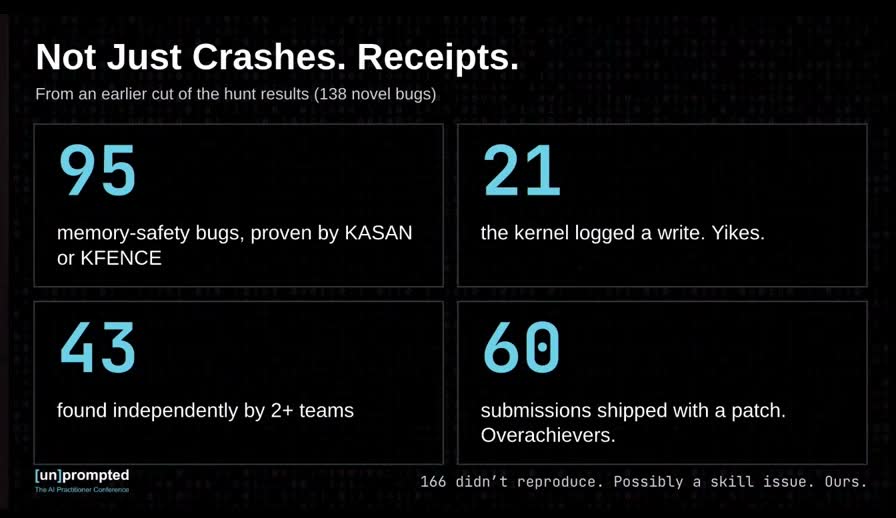 Not Just Crashes. Receipts.
From an earlier cut of the hunt results (138 novel bugs)
95
memory-safety bugs, proven by KASAN
or KFENCE
21
the kernel logged a write. Yikes.
43
found independently by 2+ teams
60
submissions shipped with a patch.
Overachievers.
[un]prompted
The AI Practitioner Conference
166 didn’t reproduce. Possibly a skill issue. Ours.